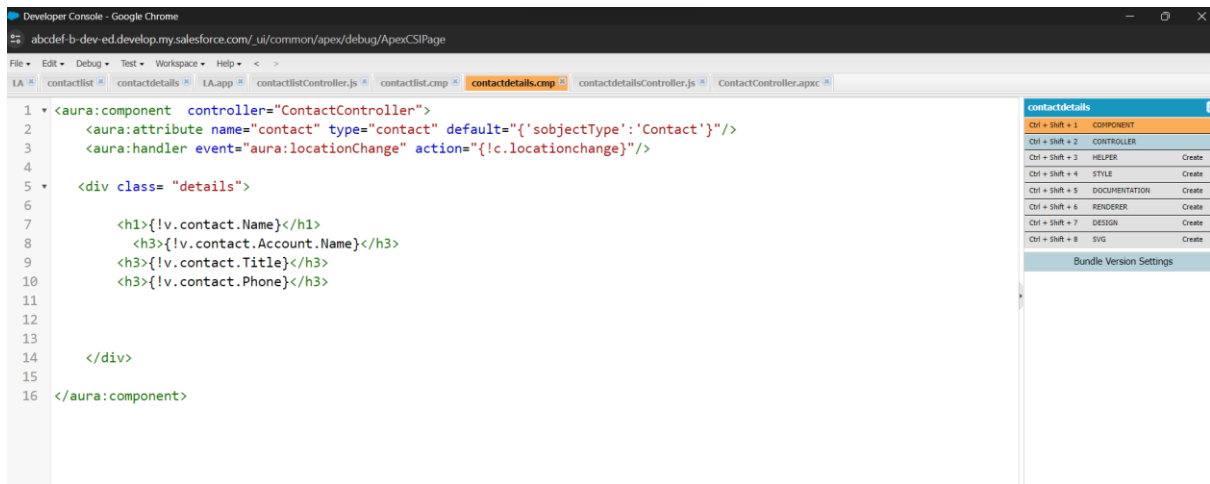 Developer Console - Google Chrome
abcdef-b-dev-ed.develop.my.salesforce.com/_ui/common/apex/debug/ApexCSIPage
File Edit Debug Test Workspace Help < >
LA contactlist contactdetails LA.app contactlistController.js contactlist.cmp contactdetails.cmp contactdetailsController.js ContactController.apxc
1 <aura:component  controller="ContactController">
2 <aura:attribute name="contact" type="contact" default="{'sobjectType':'Contact'}"/>
3 <aura:handler event="aura:locationChange" action="{!c.locationchange}"/>
4
5 <div class= "details">
6
7 <h1>{!v.contact.Name}</h1>
8 <h3>{!v.contact.Account.Name}</h3>
9 <h3>{!v.contact.Title}</h3>
10 <h3>{!v.contact.Phone}</h3>
11
12
13
14 </div>
15
16 </aura:component>
contactdetails
Ctrl + Shift + 1 COMPONENT
Ctrl + Shift + 2 CONTROLLER
Ctrl + Shift + 3 HELPER Create
Ctrl + Shift + 4 STYLE Create
Ctrl + Shift + 5 DOCUMENTATION Create
Ctrl + Shift + 6 RENDERER Create
Ctrl + Shift + 7 DESIGN Create
Ctrl + Shift + 8 SVG Create
Bundle Version Settings